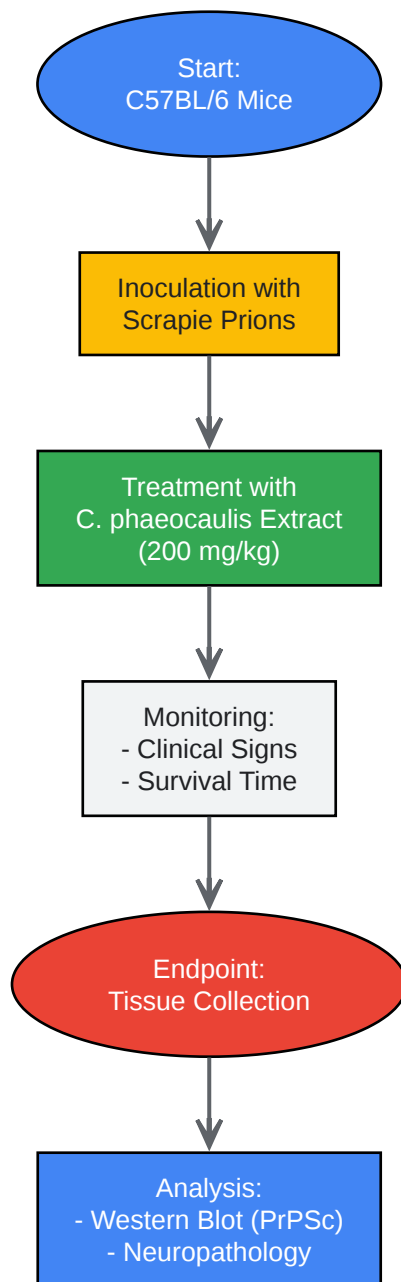 Start:
C57BL/6 Mice
Inoculation with
Scrapie Prions
Treatment with
C. phaeocaulis Extract
(200 mg/kg)
Monitoring:
- Clinical Signs
- Survival Time
Endpoint:
Tissue Collection
Analysis:
- Western Blot (PrPSc)
- Neuropathology